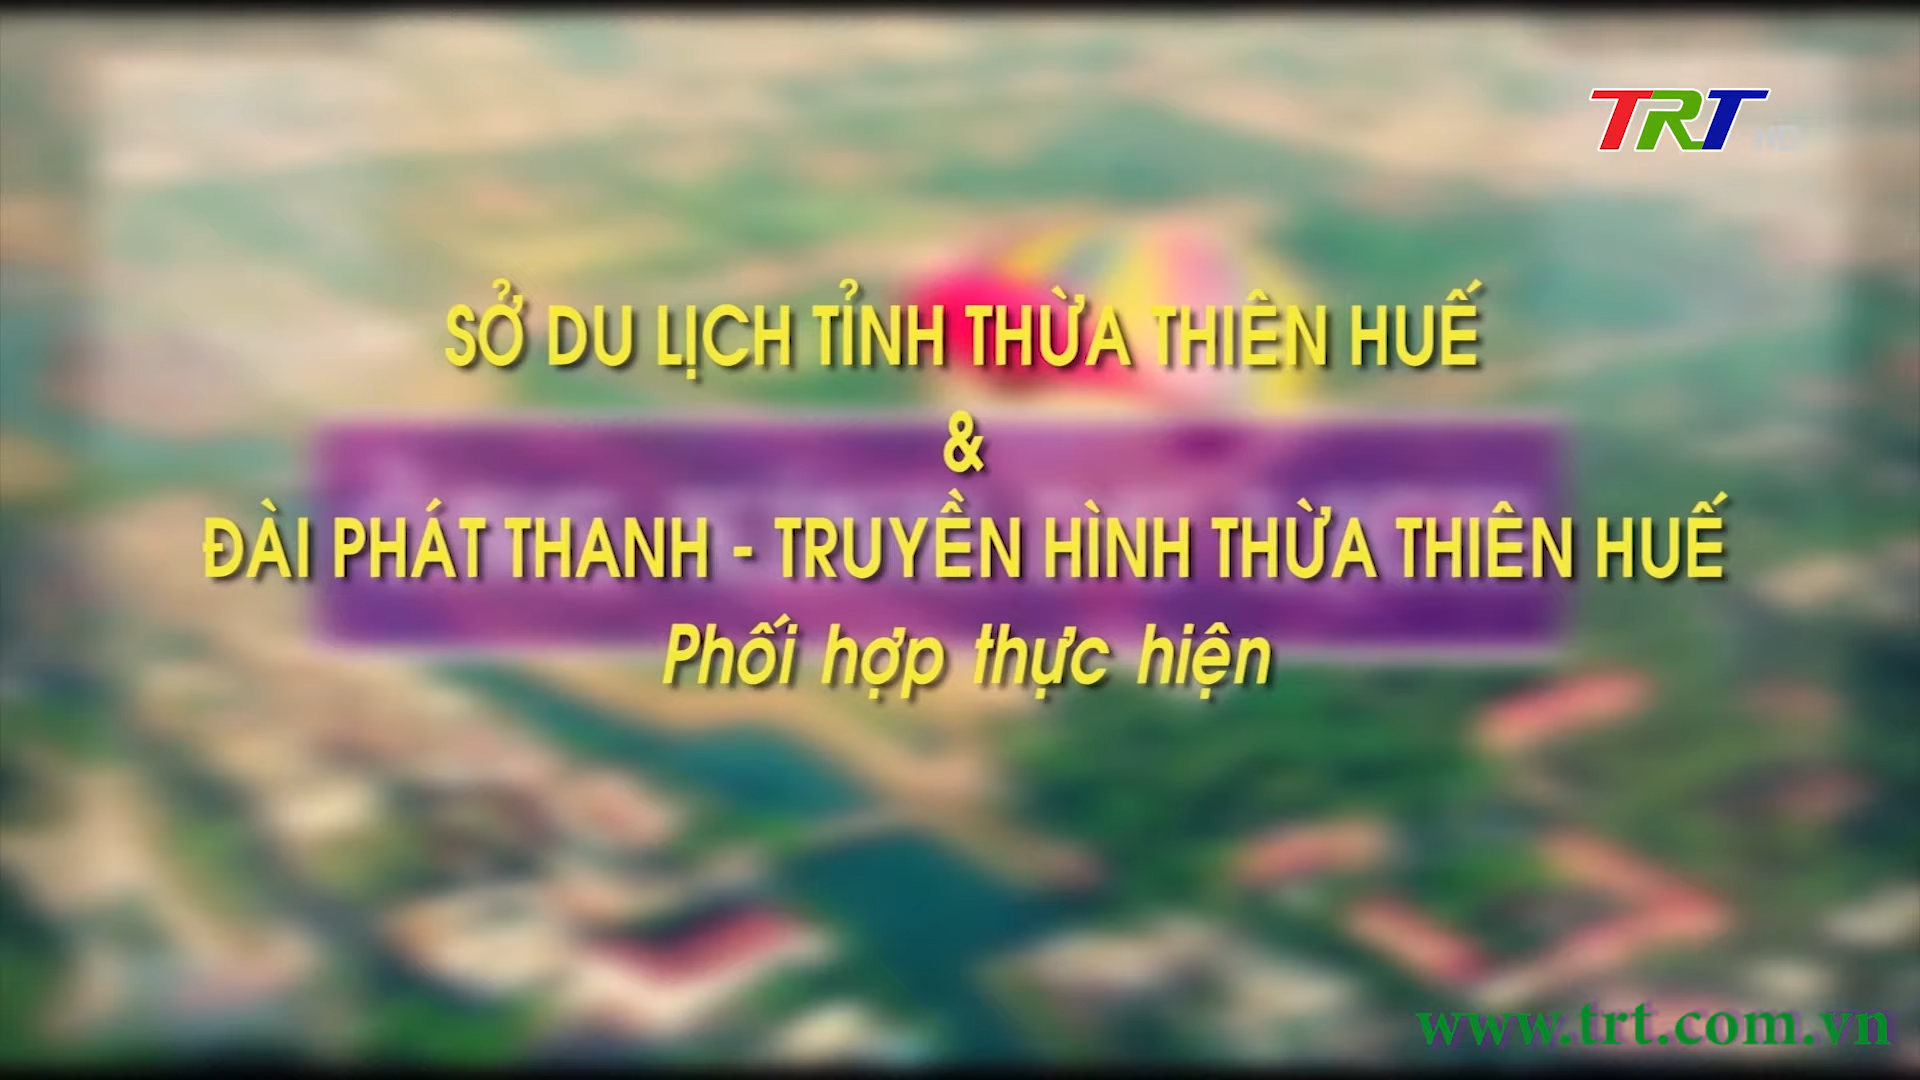 TRT HD
SỞ DU LỊCH TỈNH THỪA THIÊN HUẾ
&
ĐÀI PHÁT THANH - TRUYỀN HÌNH THỪA THIÊN HUẾ
Phối hợp thực hiện
www.trt.com.vn